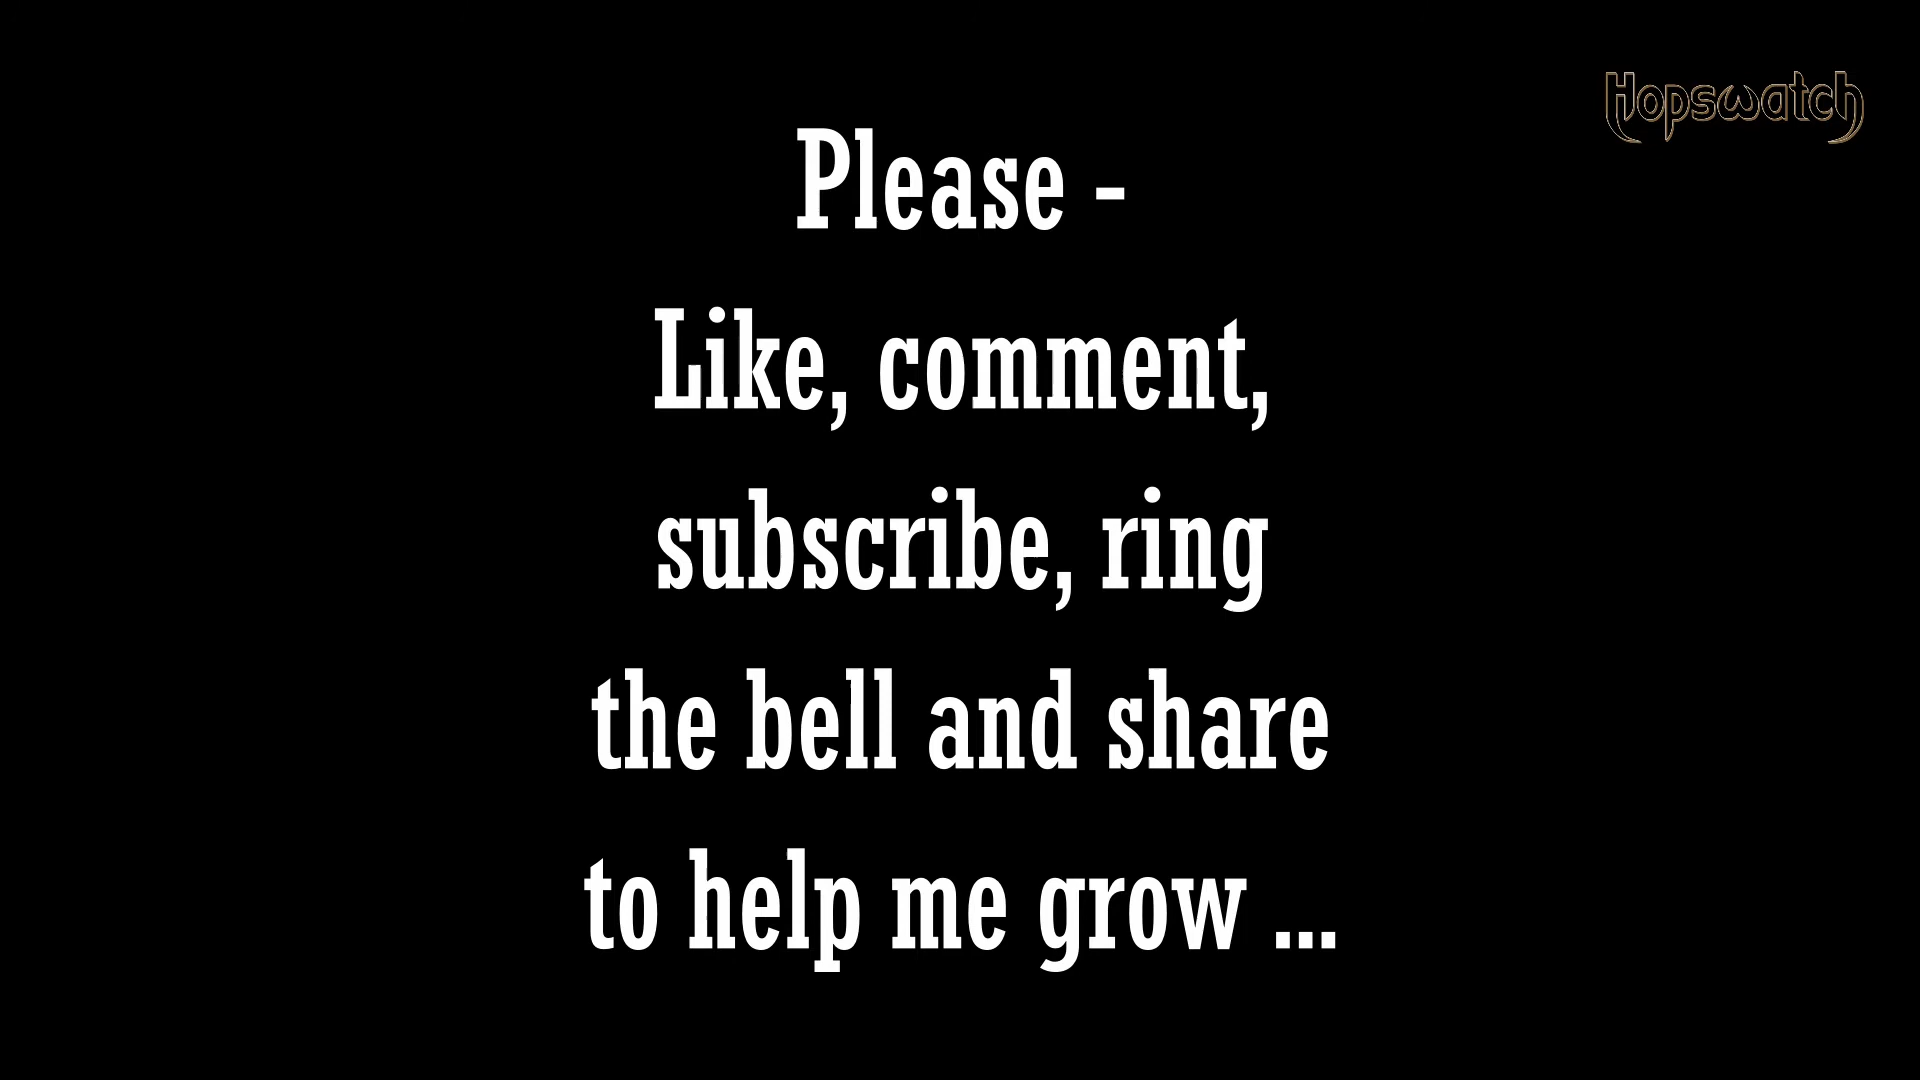 Hopswatch
Please -
Like, comment,
subscribe, ring
the bell and share
to help me grow ...